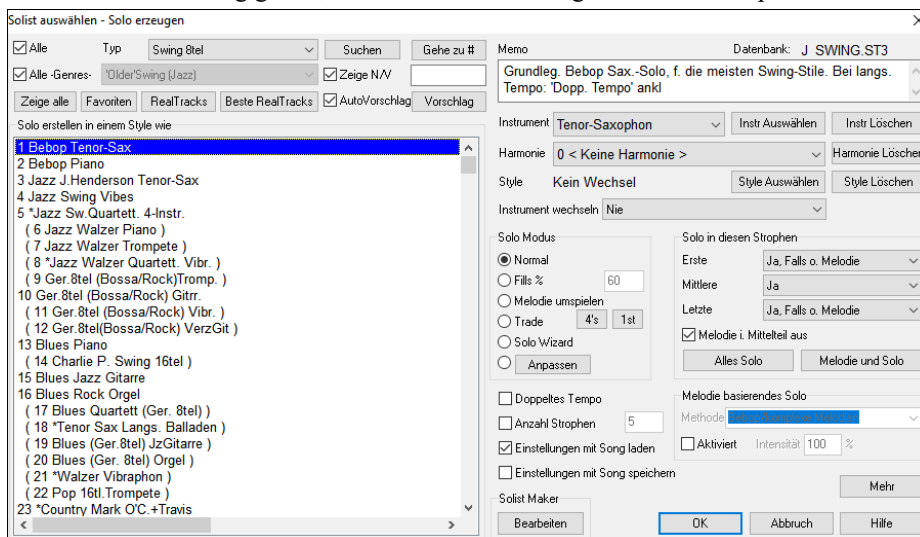 Solist auswählen - Solo erzeugen
Alle Typ Swing 8tel Suchen Gehe zu #
Alle -Genres- 'Older'Swing (Jazz) Zeige N/V
Zeige alle Favoriten RealTracks Beste RealTracks AutoVorschlag Vorschlag
Solo erstellen in einem Style wie
1 Bebop Tenor-Sax
2 Bebop Piano
3 Jazz J.Henderson Tenor-Sax
4 Jazz Swing Vibes
5 *Jazz Sw.Quartett. 4-Instr.
( 6 Jazz Walzer Piano )
( 7 Jazz Walzer Trompete )
( 8 *Jazz Walzer Quartett. Vibr. )
( 9 Ger.8tel (Bossa/Rock)Tromp. )
10 Ger.8tel (Bossa/Rock) Gitrr.
( 11 Ger.8tel (Bossa/Rock) Vibr. )
( 12 Ger.8tel(Bossa/Rock) VerzGit )
13 Blues Piano
( 14 Charlie P. Swing 16tel )
15 Blues Jazz Gitarre
16 Blues Rock Orgel
( 17 Blues Quartett (Ger. 8tel) )
( 18 *Tenor Sax Langs. Balladen )
( 19 Blues (Ger.8tel) JzGitarre )
( 20 Blues (Ger. 8tel) Orgel )
( 21 *Walzer Vibraphon )
( 22 Pop 16tl.Trompete )
23 *Country Mark O'C.+Travis
Memo Datenbank: J SWING.ST3
Grundleg. Bebop Sax.-Solo, f. die meisten Swing-Stile. Bei langs.
Tempo: 'Dopp. Tempo' ankl
Instrument Tenor-Saxophon Instr Auswählen Instr Löschen
Harmonie 0 < Keine Harmonie > Harmonie Löschen
Style Kein Wechsel Style Auswählen Style Löschen
Instrument wechseln Nie
Solo Modus
Normal
Fills % 60
Melodie umspielen
Trade 4's 1st
Solo Wizard
Anpassen
Solo in diesen Strophen
Erste Ja, Falls o. Melodie
Mittlere Ja
Letzte Ja, Falls o. Melodie
Melodie i. Mittelteil aus
Alles Solo Melodie und Solo
Doppeltes Tempo
Anzahl Strophen 5
Einstellungen mit Song laden
Einstellungen mit Song speichern
Melodie basierendes Solo
Methode
Aktiviert Intensität 100 %
Mehr
Solist Maker
Bearbeiten OK Abbruch Hilfe